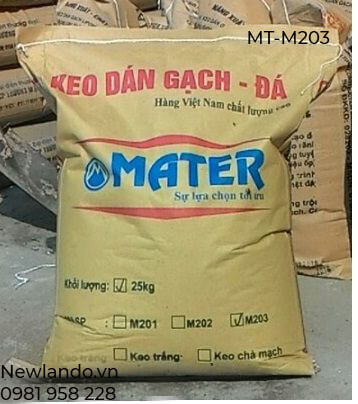 MT-M203
KEO DÁN GẠCH - ĐÁ
Hàng Việt Nam chất lượng cao
MATER
Sự lựa chọn tối ưu
Khối lượng: ☑ 25kg
☐ M201 ☐ M202 ☑ M203
Keo trắng: ☐ Keo chà mạch
Newlando.vn
0981 958 228